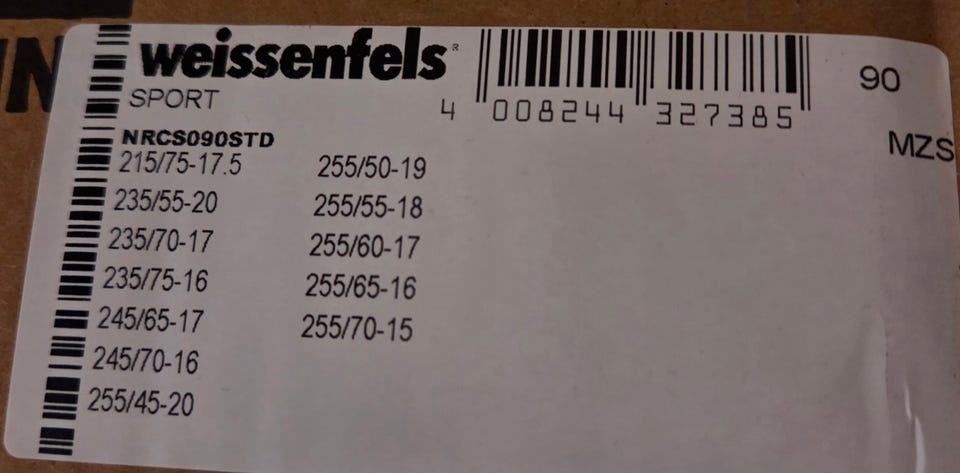 weissenfels®
SPORT
NRCS090STD
215/75-17.5
235/55-20
235/70-17
235/75-16
245/65-17
245/70-16
255/45-20
255/50-19
255/55-18
255/60-17
255/65-16
255/70-15
4 008244 327385
90
MZS